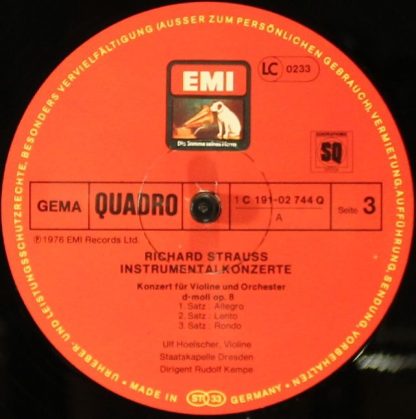 URHEBER- UND LEISTUNGSSCHUTZRECHTE, BESONDERS VERVIELFÄLTIGUNG (AUSSER ZUM PERSÖNLICHEN GEBRAUCH), VERMIETUNG, AUFFÜHRUNG, SENDUNG, VORBEHALTEN
EMI
LC 0233
Die Stimme seines Herrn
SQ
GEMA
QUADRO
1 C 191-02 744 Q
A
Seite 3
Ⓟ 1976 EMI Records Ltd.
RICHARD STRAUSS
INSTRUMENTALKONZERTE
Konzert für Violine und Orchester
d-moll op. 8
1. Satz: Allegro
2. Satz: Lento
3. Satz: Rondo
Ulf Hoelscher, Violine
Staatskapelle Dresden
Dirigent Rudolf Kempe
MADE IN GERMANY
ST 33